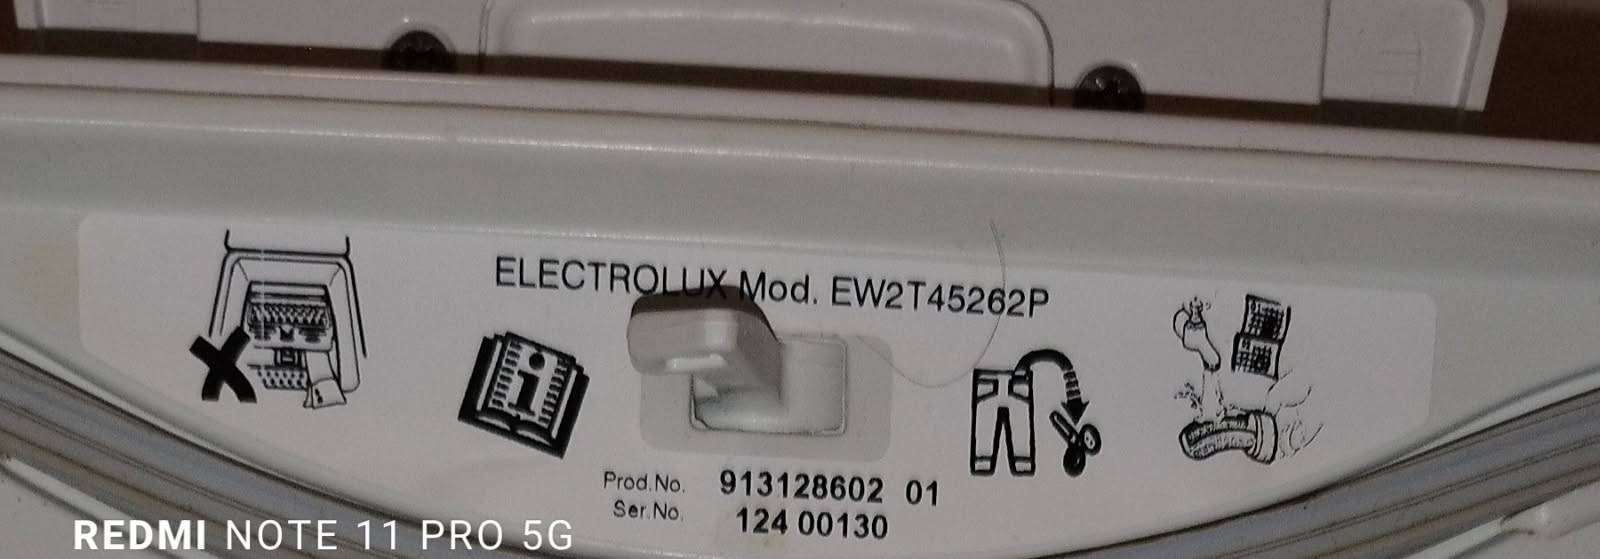 ELECTROLUX Mod. EW2T45262P
Prod.No. 913128602 01
Ser.No. 124 00130
REDMI NOTE 11 PRO 5G